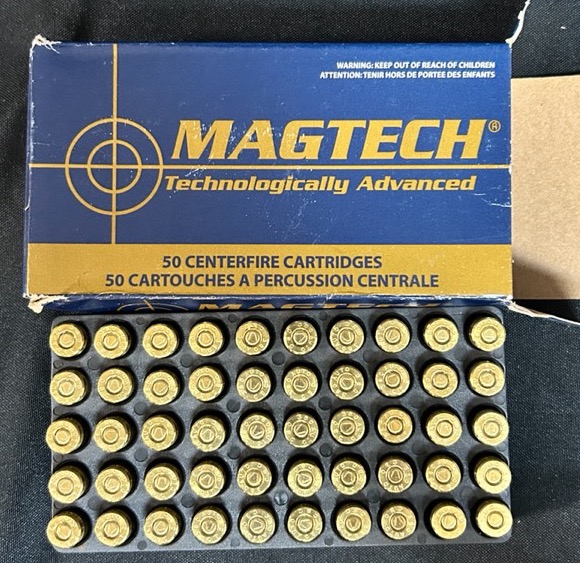 WARNING: KEEP OUT OF REACH OF CHILDREN
ATTENTION: TENIR HORS DE PORTEE DES ENFANTS
MAGTECH®
Technologically Advanced
50 CENTERFIRE CARTRIDGES
50 CARTOUCHES A PERCUSSION CENTRALE
MAGTECH